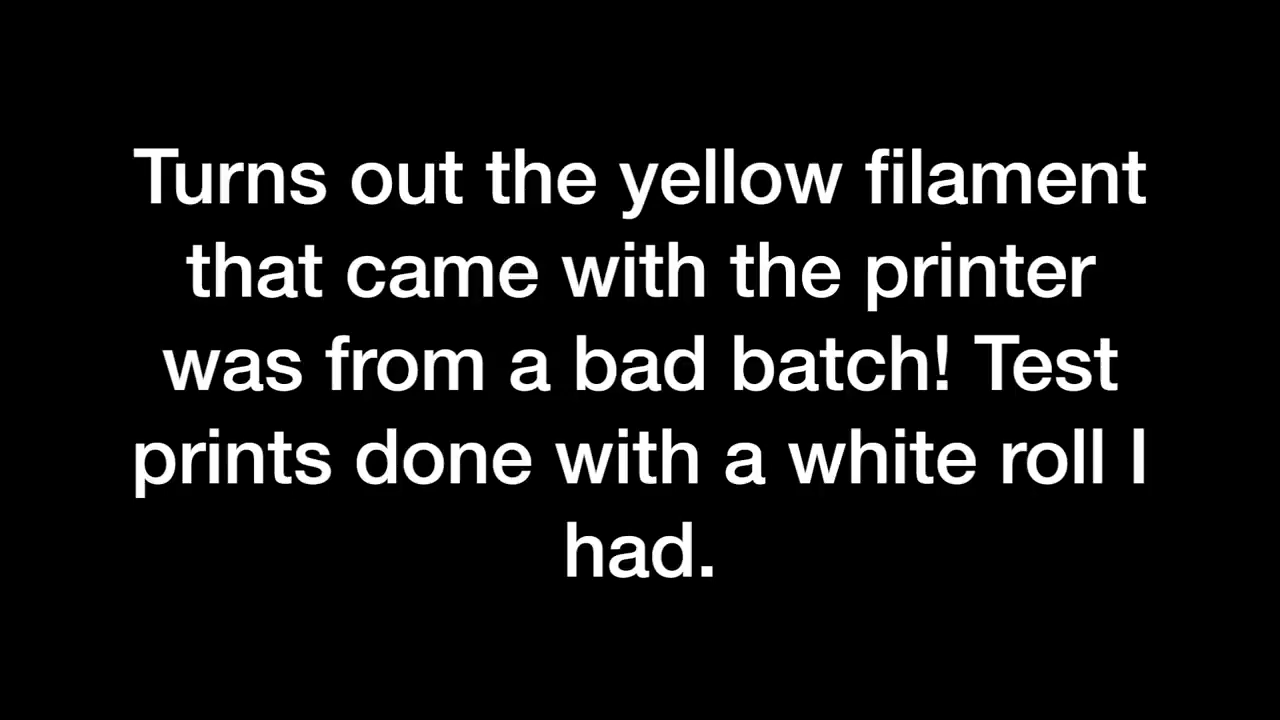 Turns out the yellow filament
that came with the printer
was from a bad batch! Test
prints done with a white roll I
had.